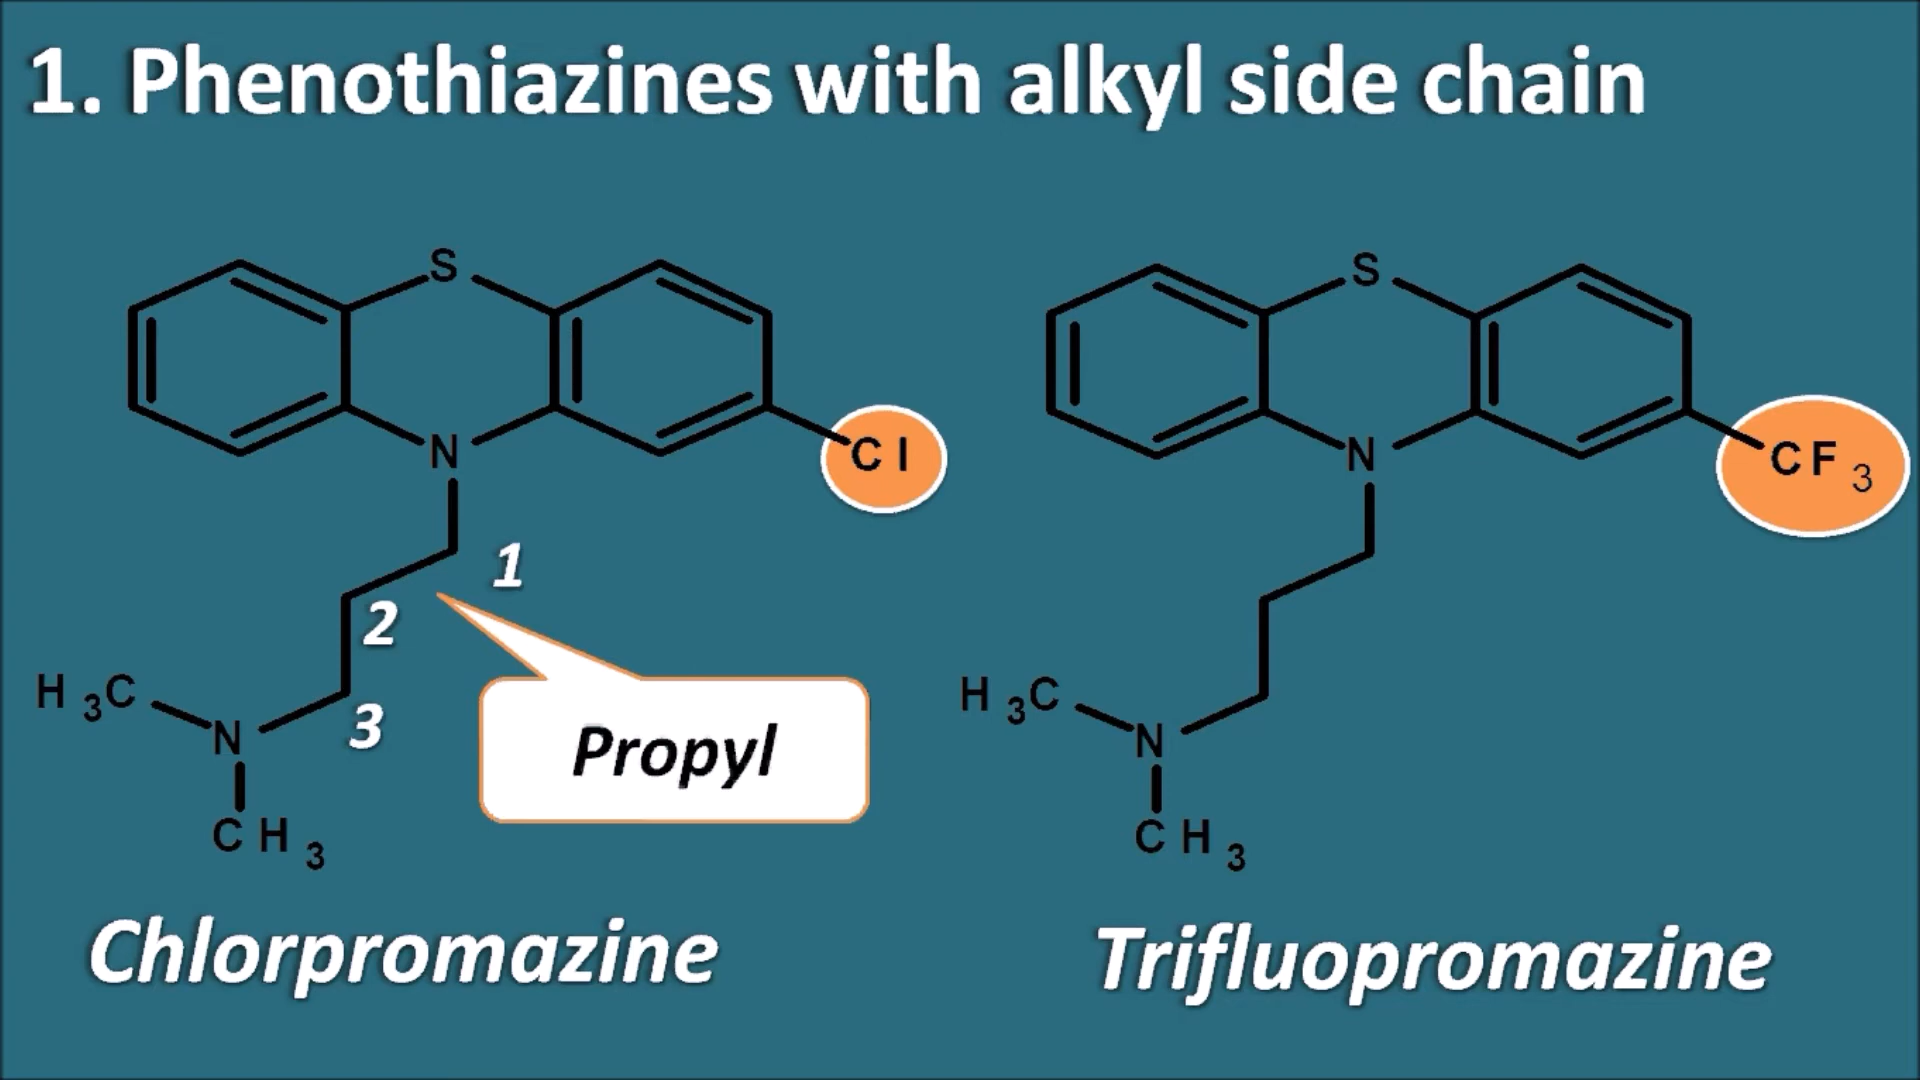 1. Phenothiazines with alkyl side chain
S
S
N
Cl
N
CF3
1
2
H3C
3
N
Propyl
CH3
H3C
N
CH3
Chlorpromazine
Trifluopromazine